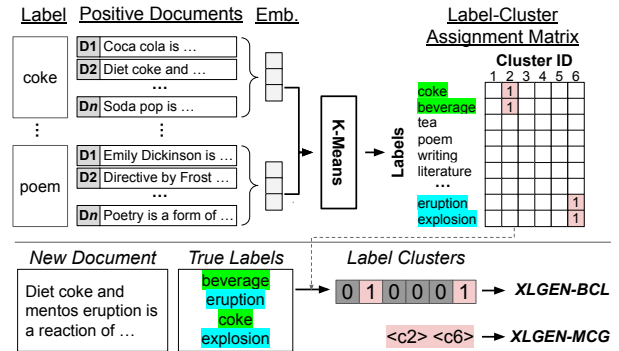 Label Positive Documents Emb. Label-Cluster
Assignment Matrix
Cluster ID
1 2 3 4 5 6
coke
D1 Coca cola is ...
D2 Diet coke and ...
Dn Soda pop is ...
poem
D1 Emily Dickinson is ...
D2 Directive by Frost ...
Dn Poetry is a form of ...
K-Means
Labels
coke 1
beverage 1
tea
poem
writing
literature
...
eruption 1
explosion 1
New Document True Labels Label Clusters
Diet coke and
mentos eruption is
a reaction of ...
beverage
eruption
coke
explosion
0 1 0 0 0 1 XLGEN-BCL
<c2> <c6> XLGEN-MCG